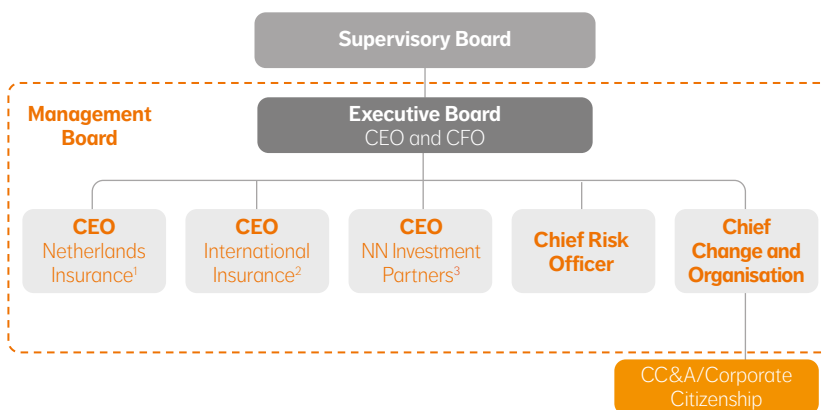 Supervisory Board
Management
Board
Executive Board
CEO and CFO
CEO
Netherlands
Insurance¹
CEO
International
Insurance²
CEO
NN Investment
Partners³
Chief Risk
Officer
Chief
Change and
Organisation
CC&A/Corporate
Citizenship